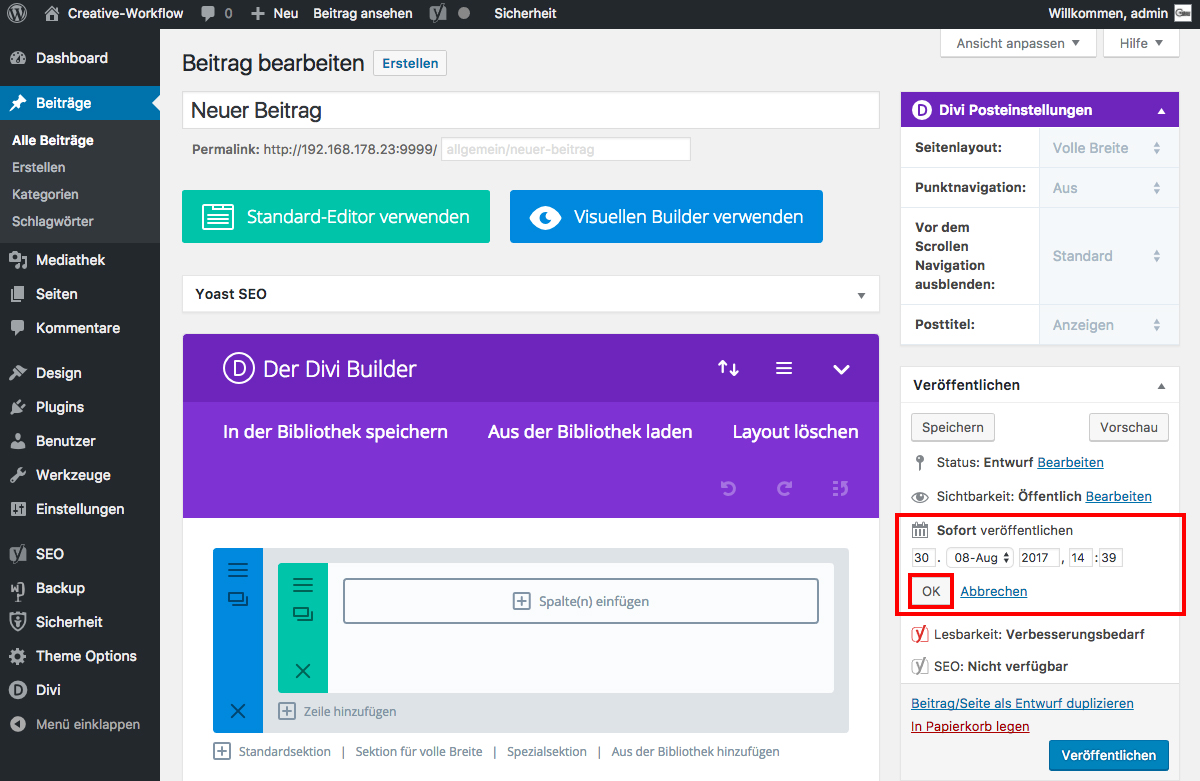 Creative-Workflow 0 Neu Beitrag ansehen Sicherheit Willkommen, admin
Dashboard
Beiträge
Alle Beiträge
Erstellen
Kategorien
Schlagwörter
Mediathek
Seiten
Kommentare
Design
Plugins
Benutzer
Werkzeuge
Einstellungen
SEO
Backup
Sicherheit
Theme Options
Divi
Menü einklappen
Ansicht anpassen Hilfe
Beitrag bearbeiten Erstellen
Neuer Beitrag
Permalink: http://192.168.178.23:9999/ allgemein/neuer-beitrag
Standard-Editor verwenden Visuellen Builder verwenden
Yoast SEO
Der Divi Builder
In der Bibliothek speichern Aus der Bibliothek laden Layout löschen
Spalte(n) einfügen
Zeile hinzufügen
Standardsektion | Sektion für volle Breite | Spezialsektion | Aus der Bibliothek hinzufügen
Divi Posteinstellungen
Seitenlayout: Volle Breite
Punktnavigation: Aus
Vor dem
Scrollen
Navigation
ausblenden:
Standard
Posttitel: Anzeigen
Veröffentlichen
Speichern Vorschau
Status: Entwurf Bearbeiten
Sichtbarkeit: Öffentlich Bearbeiten
Sofort veröffentlichen
30 . 08-Aug 2017 , 14 : 39
OK Abbrechen
Lesbarkeit: Verbesserungsbedarf
SEO: Nicht verfügbar
Beitrag/Seite als Entwurf duplizieren
In Papierkorb legen
Veröffentlichen